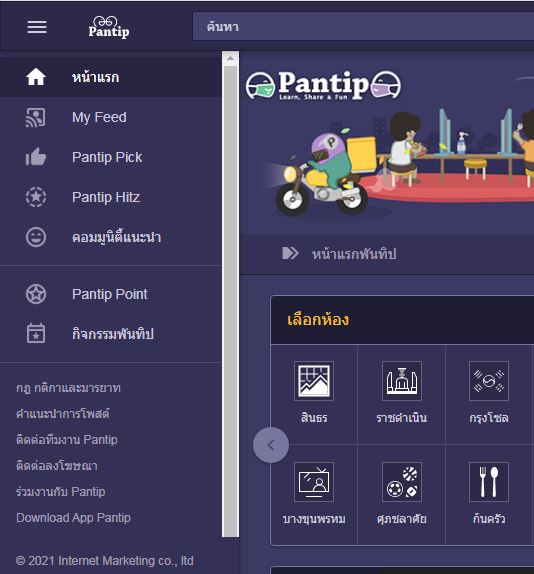 Pantip
ค้นหา
หน้าแรก
My Feed
Pantip Pick
Pantip Hitz
คอมมูนิตี้แนะนำ
Pantip Point
กิจกรรมพันทิป
กฎ กติกาและมารยาท
คำแนะนำการโพสต์
ติดต่อทีมงาน Pantip
ติดต่อลงโฆษณา
ร่วมงานกับ Pantip
Download App Pantip
© 2021 Internet Marketing co., ltd
Pantip
Learn, Share & Fun
P
หน้าแรกพันทิป
เลือกห้อง
สินธร
ราชดำเนิน
กรุงโซล
บางขุนพรหม
ศุภชลาศัย
ก้นครัว